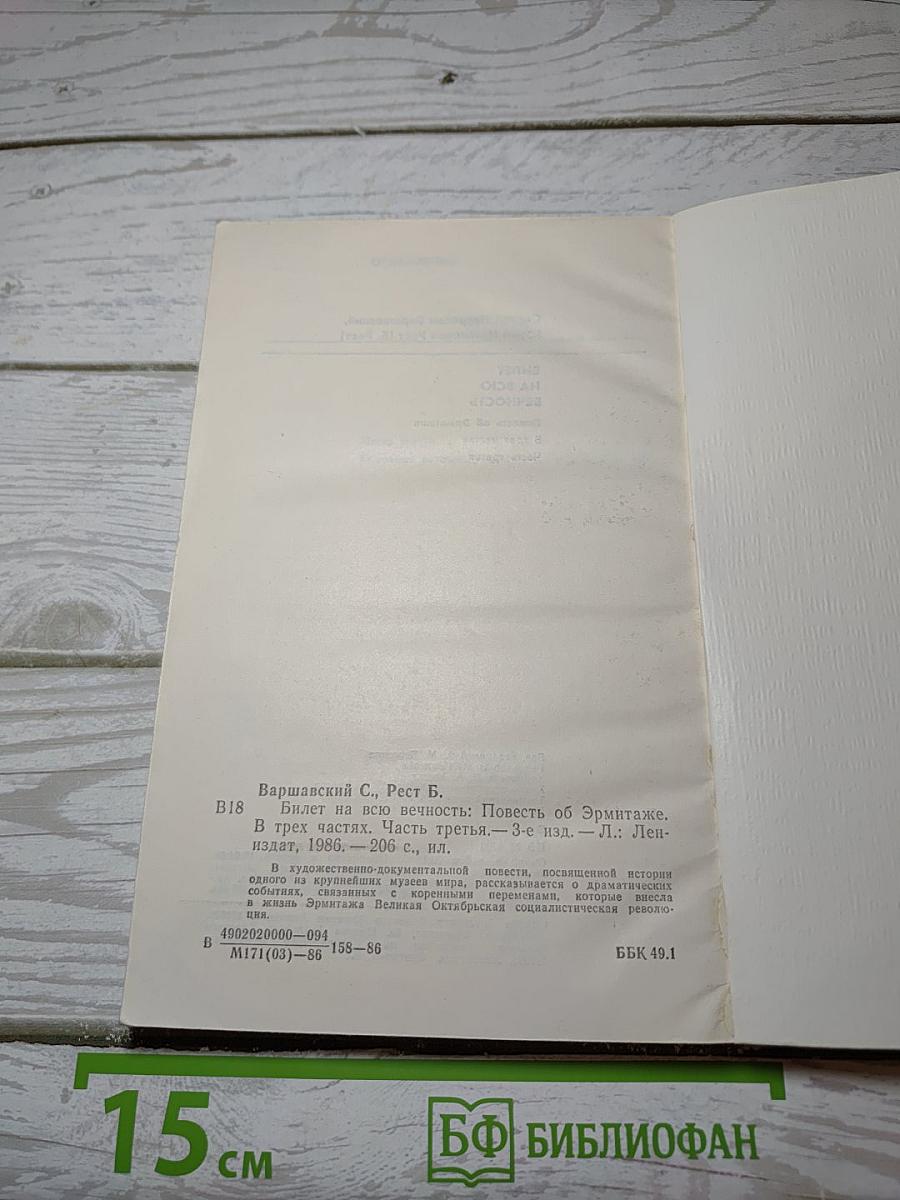 Варшавский С., Рест Б.
В18 Билет на всю вечность: Повесть об Эрмитаже.
В трех частях. Часть третья.— 3-е изд. — Л.: Лен-
издат, 1986. — 206 с., ил.
В художественно-документальной повести, посвященной истории
одного из крупнейших музеев мира, рассказывается о драматических
событиях, связанных с коренными переменами, которые внесла
в жизнь Эрмитажа Великая Октябрьская социалистическая револю-
ция.
В 4902020000—094
М171(03)—86 158—86
ББК 49.1
15 см
БФ БИБЛИОФАН